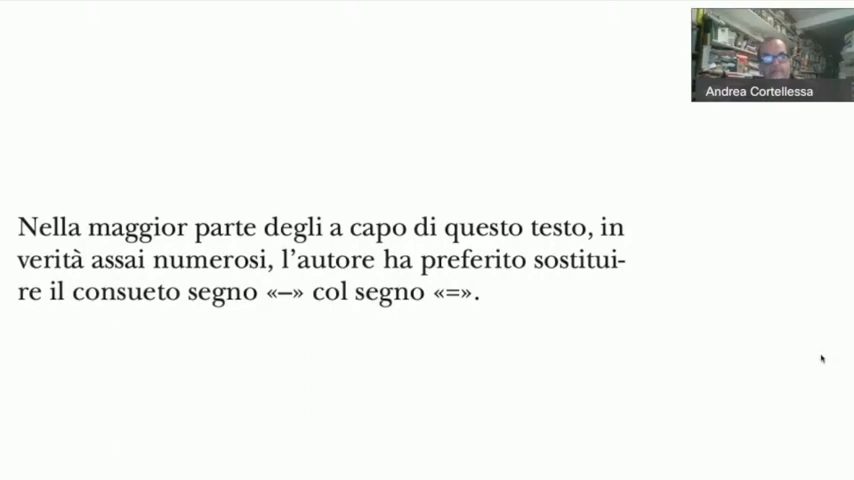 Andrea Cortellessa
Nella maggior parte degli a capo di questo testo, in
verità assai numerosi, l’autore ha preferito sostitui-
re il consueto segno «–» col segno «=».